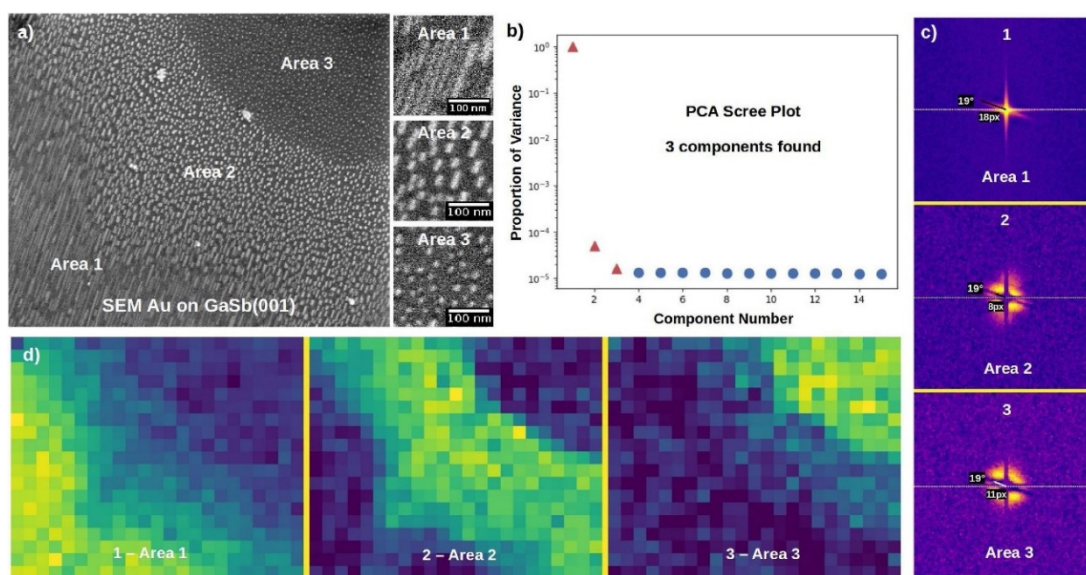 a)
Area 3
Area 2
Area 1
SEM Au on GaSb(001)
Area 1
100 nm
Area 2
100 nm
Area 3
100 nm
b)
Proportion of Variance
10⁰
10⁻¹
10⁻²
10⁻³
10⁻⁴
10⁻⁵
PCA Scree Plot
3 components found
2 4 6 8 10 12 14
Component Number
c)
1
19°
18px
Area 1
2
19°
8px
Area 2
3
19°
11px
Area 3
d)
1 – Area 1
2 – Area 2
3 – Area 3